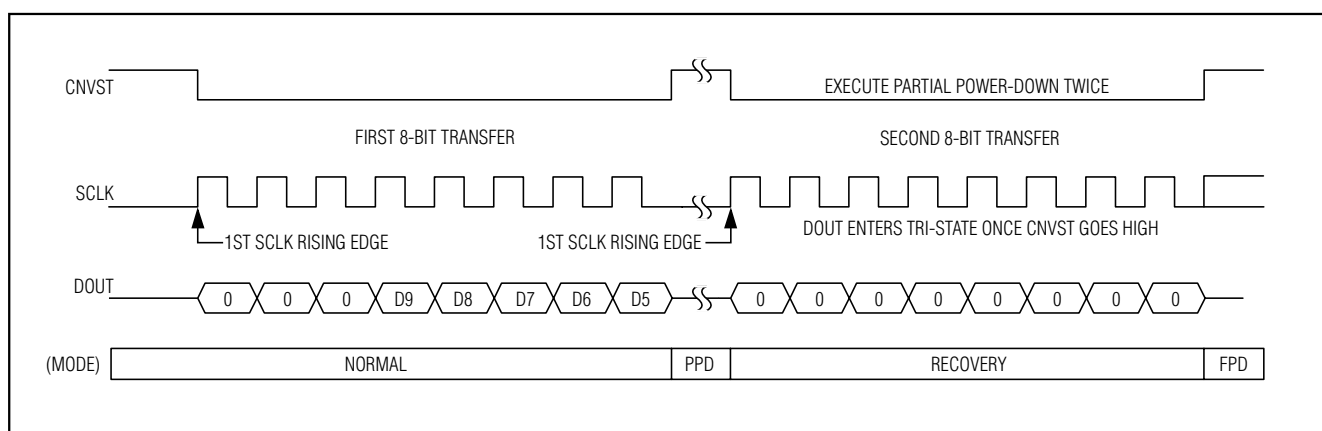 CNVST
EXECUTE PARTIAL POWER-DOWN TWICE
FIRST 8-BIT TRANSFER
SECOND 8-BIT TRANSFER
SCLK
1ST SCLK RISING EDGE
1ST SCLK RISING EDGE
DOUT ENTERS TRI-STATE ONCE CNVST GOES HIGH
DOUT
0 0 0 D9 D8 D7 D6 D5
0 0 0 0 0 0 0 0
(MODE)
NORMAL
PPD
RECOVERY
FPD